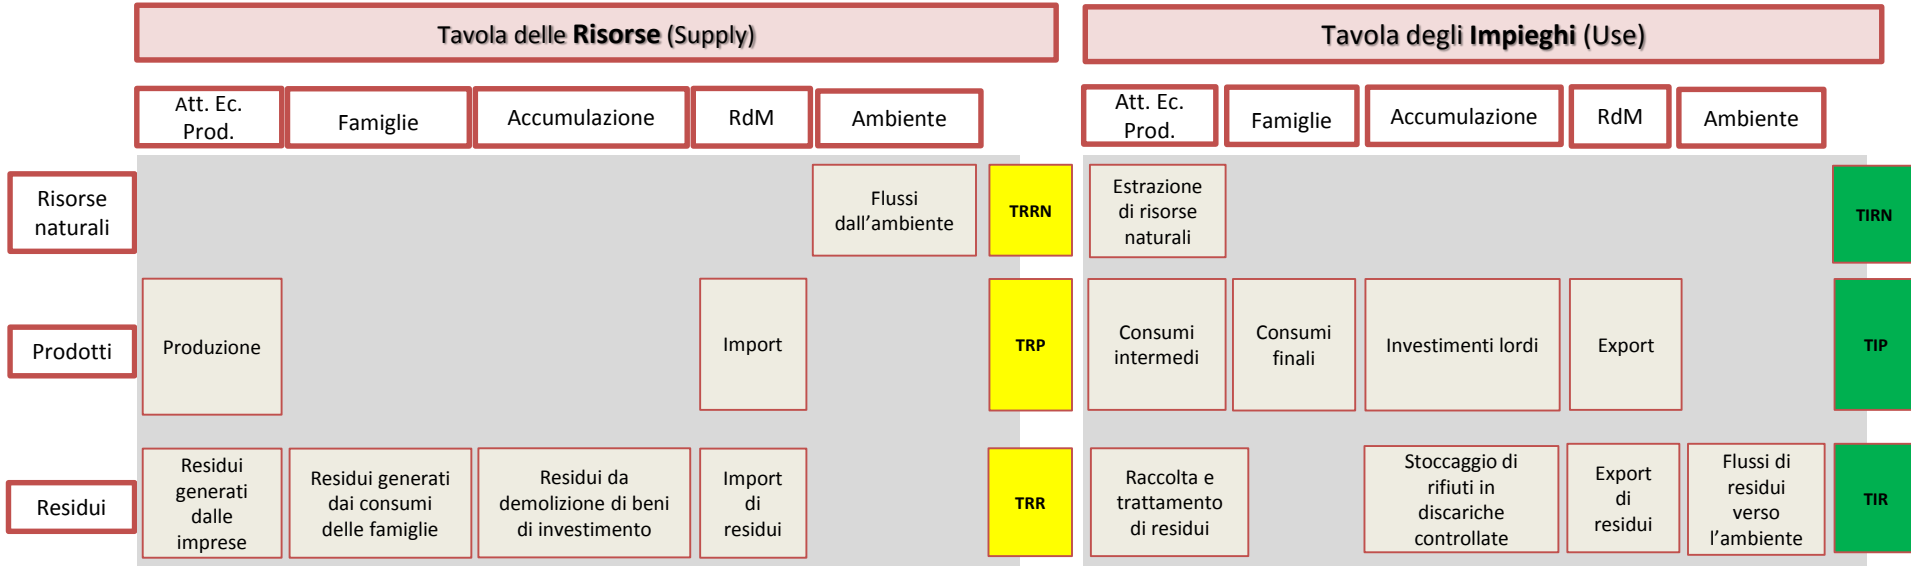 Tavola delle Risorse (Supply)
Tavola degli Impieghi (Use)
Att. Ec.
Prod.
Famiglie
Accumulazione
RdM
Ambiente
Att. Ec.
Prod.
Famiglie
Accumulazione
RdM
Ambiente
Risorse
naturali
Flussi
dall’ambiente
TRRN
Estrazione
di risorse
naturali
TIRN
Prodotti
Produzione
Import
TRP
Consumi
intermedi
Consumi
finali
Investimenti lordi
Export
TIP
Residui
Residui
generati
dalle
imprese
Residui generati
dai consumi
delle famiglie
Residui da
demolizione di beni
di investimento
Import
di
residui
TRR
Raccolta e
trattamento
di residui
Stoccaggio di
rifiuti in
discariche
controllate
Export
di
residui
Flussi di
residui
verso
l’ambiente
TIR